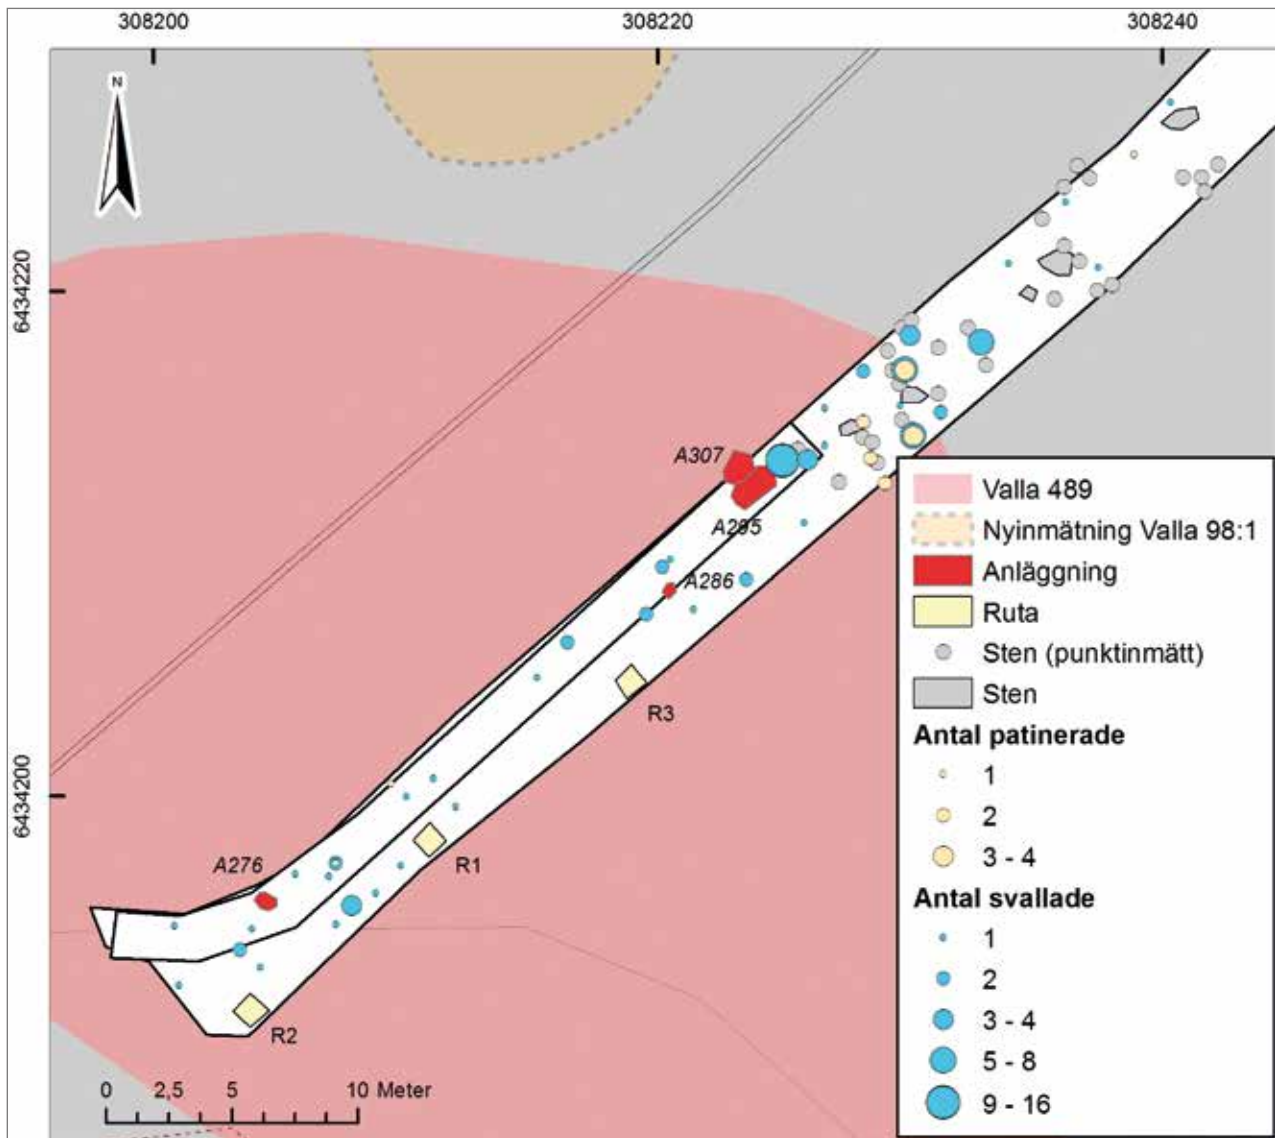 308200 308220 308240
N
6434220
6434200
A307
A295
A286
R3
A276
R1
R2
0 2,5 5 10 Meter
Valla 489
Nyinmätning Valla 98:1
Anläggning
Ruta
Sten (punktinmätt)
Sten
Antal patinerade
1
2
3 - 4
Antal svallade
1
2
3 - 4
5 - 8
9 - 16